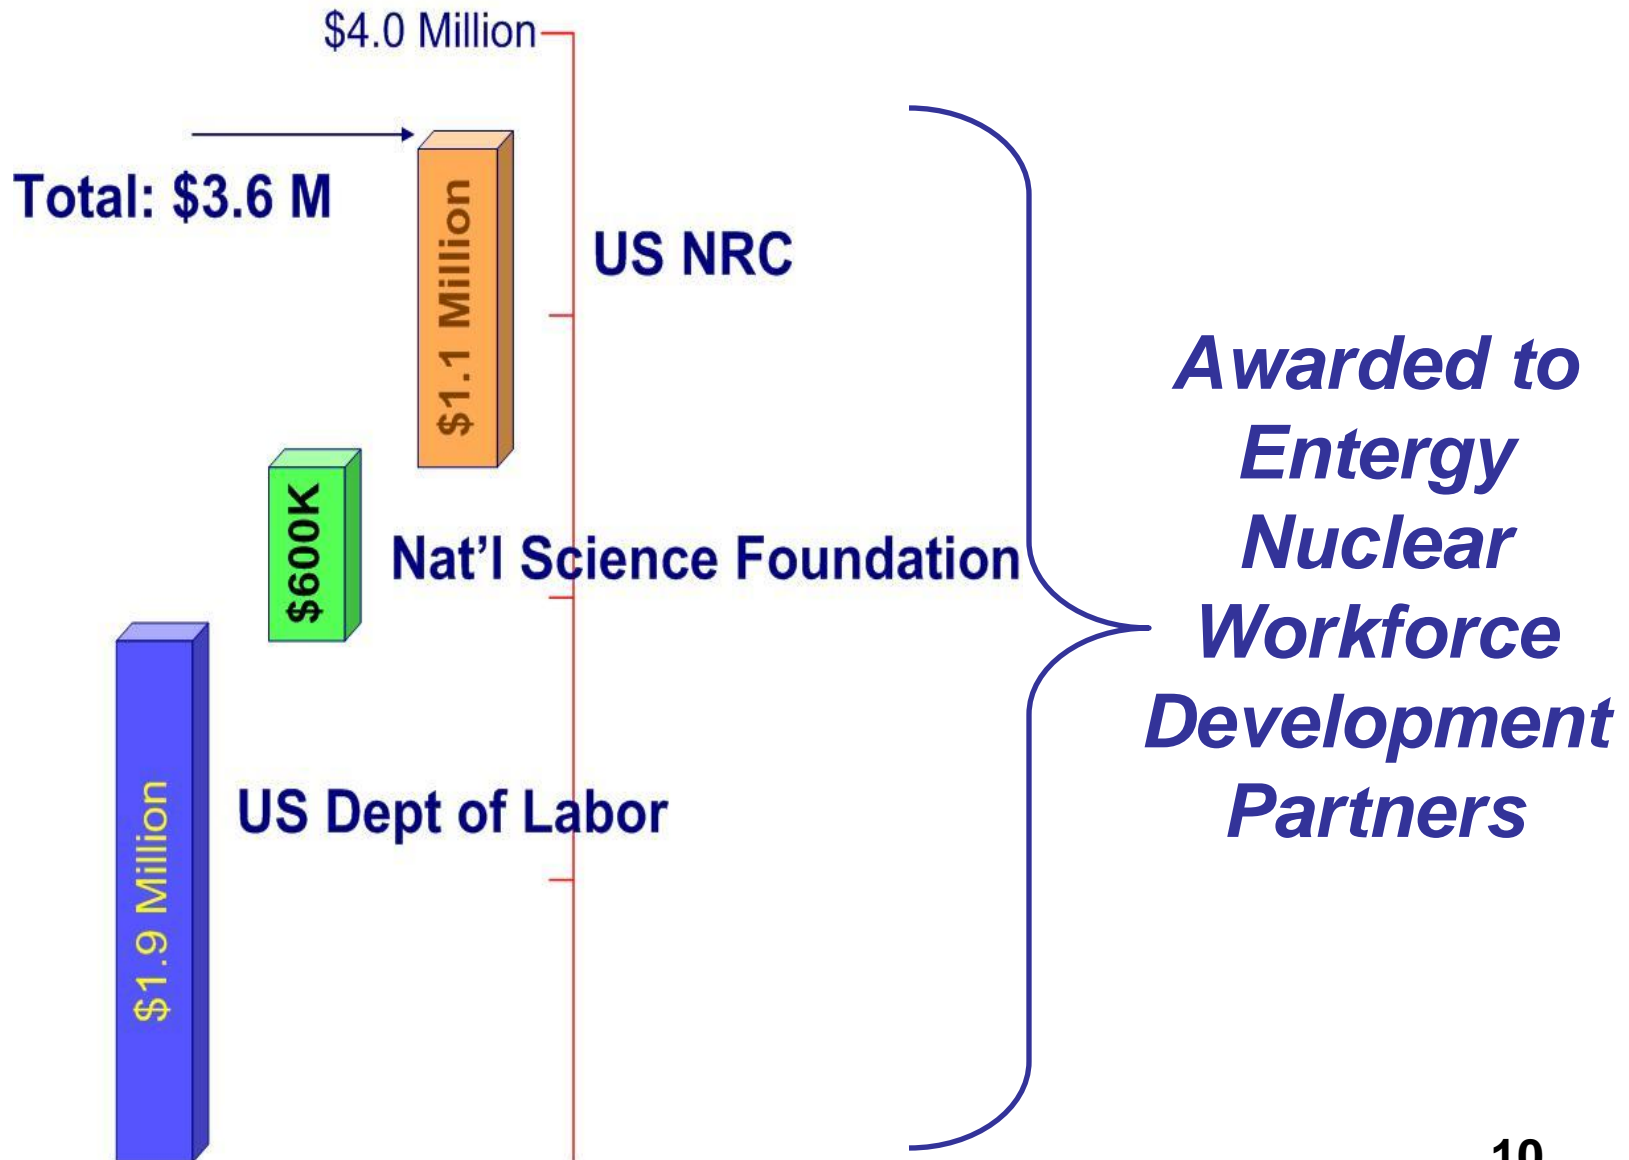 $4.0 Million
Total: $3.6 M
$1.1 Million
US NRC
$600K
Nat’l Science Foundation
$1.9 Million
US Dept of Labor
Awarded to
Entergy
Nuclear
Workforce
Development
Partners
10